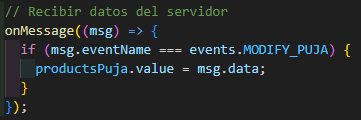 // Recibir datos del servidor
onMessage((msg) => {
  if (msg.eventName === events.MODIFY_PUJA) {
    productsPuja.value = msg.data;
  }
});